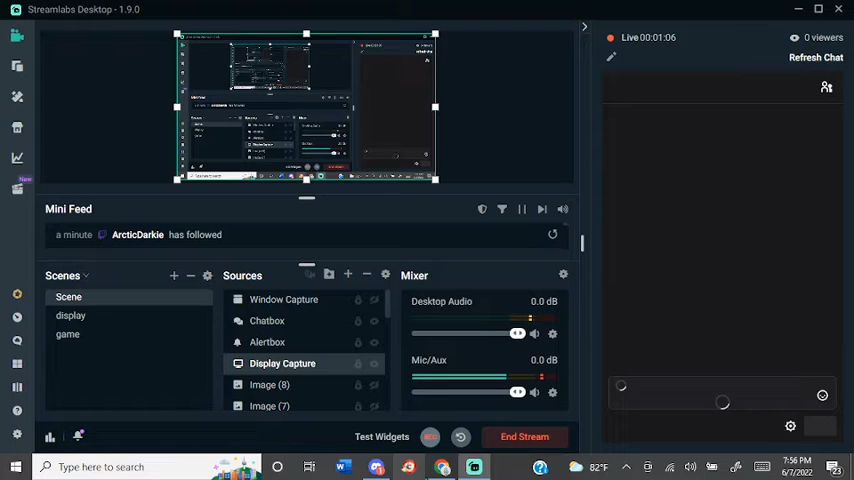 Streamlabs Desktop - 1.9.0
Live 00:01:06
0 viewers
Refresh Chat
Mini Feed
a minute ArcticDarkie has followed
New
Scenes
Scene
display
game
Sources
Window Capture
Chatbox
Alertbox
Display Capture
Image (8)
Image (7)
Mixer
Desktop Audio 0.0 dB
Mic/Aux 0.0 dB
Test Widgets
REC
End Stream
Type here to search
82°F
7:56 PM
6/7/2022
23